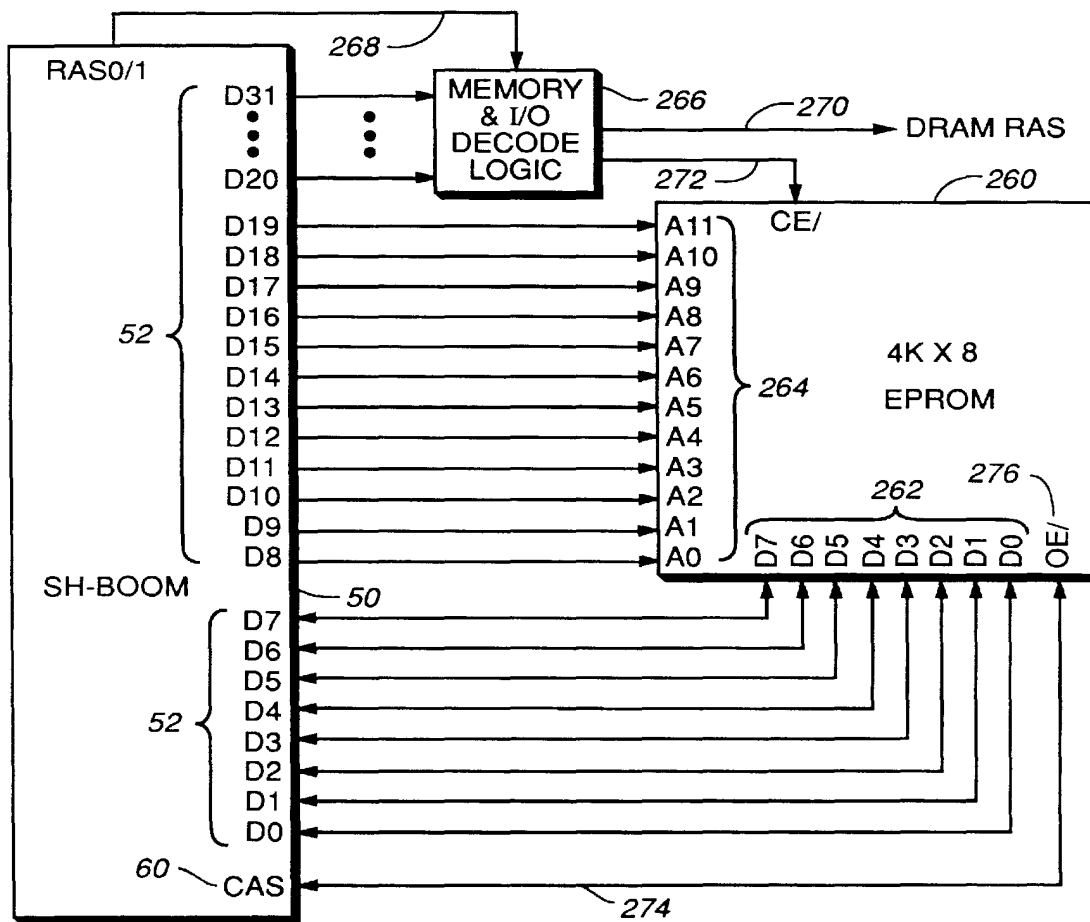 268
RAS0/1
D31
D20
D19
D18
D17
D16
D15
D14
D13
D12
D11
D10
D9
D8
52
SH-BOOM
50
D7
D6
D5
D4
D3
D2
D1
D0
52
60
CAS
274
MEMORY
& I/O
DECODE
LOGIC
266
270
DRAM RAS
272
260
CE/
A11
A10
A9
A8
A7
A6
A5
A4
A3
A2
A1
A0
264
4K X 8
EPROM
262
276
D7
D6
D5
D4
D3
D2
D1
D0
OE/